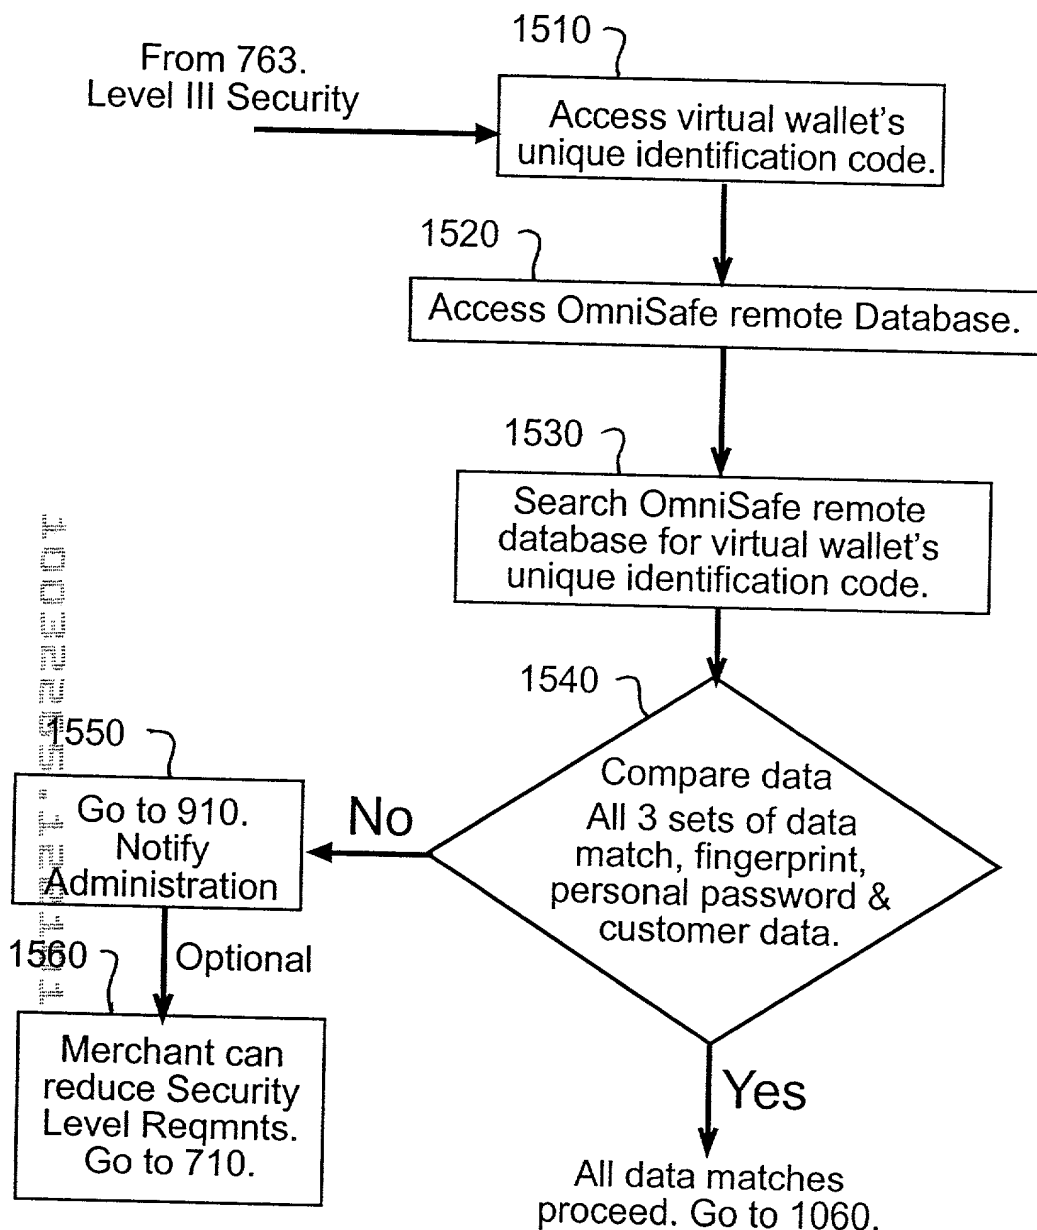 1510
From 763.
Level III Security
Access virtual wallet's
unique identification code.
1520
Access OmniSafe remote Database.
1530
Search OmniSafe remote
database for virtual wallet's
unique identification code.
1540
Compare data
All 3 sets of data
match, fingerprint,
personal password &
customer data.
No
1550
Go to 910.
Notify
Administration
Optional
1560
Merchant can
reduce Security
Level Reqmnts.
Go to 710.
Yes
All data matches
proceed. Go to 1060.